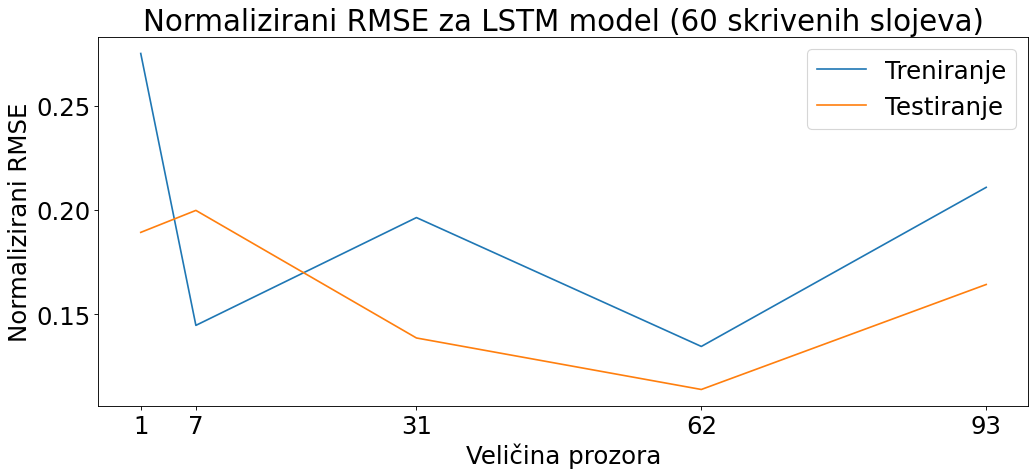 Normalizirani RMSE za LSTM model (60 skrivenih slojeva)
Treniranje
Testiranje
Normalizirani RMSE
0.25
0.20
0.15
1 7 31 62 93
Veličina prozora